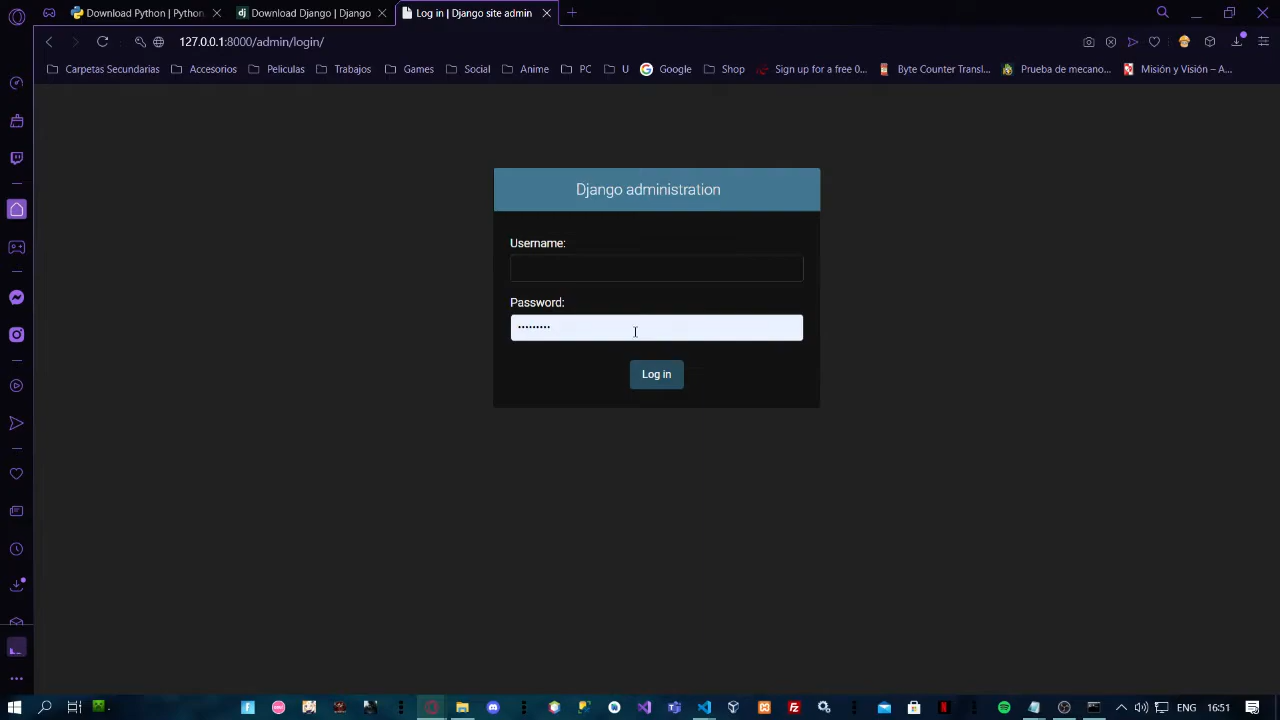 Download Python | Python.
Download Django | Django
Log in | Django site admin
127.0.0.1:8000/admin/login/
Carpetas Secundarias
Accesorios
Peliculas
Trabajos
Games
Social
Anime
PC
U
Google
Shop
Sign up for a free 0...
Byte Counter Transl...
Prueba de mecano...
Misión y Visión – A...
Django administration
Username:
Password:
Log in
ENG
16:51